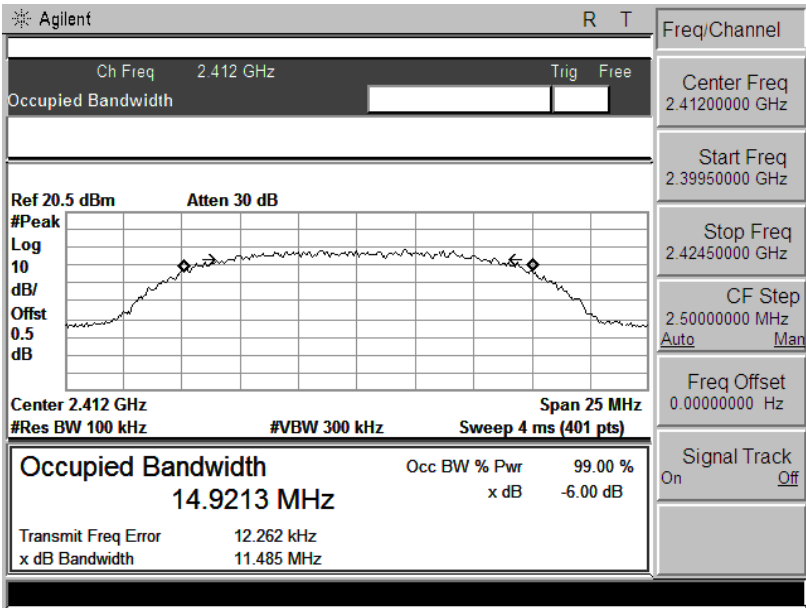 Agilent R T
Ch Freq 2.412 GHz Trig Free
Occupied Bandwidth
Ref 20.5 dBm Atten 30 dB
#Peak
Log
10
dB/
Offst
0.5
dB
Center 2.412 GHz Span 25 MHz
#Res BW 100 kHz #VBW 300 kHz Sweep 4 ms (401 pts)
Occupied Bandwidth Occ BW % Pwr 99.00 %
14.9213 MHz x dB -6.00 dB
Transmit Freq Error 12.262 kHz
x dB Bandwidth 11.485 MHz
Freq/Channel
Center Freq
2.41200000 GHz
Start Freq
2.39950000 GHz
Stop Freq
2.42450000 GHz
CF Step
2.50000000 MHz
Auto Man
Freq Offset
0.00000000 Hz
Signal Track
On Off